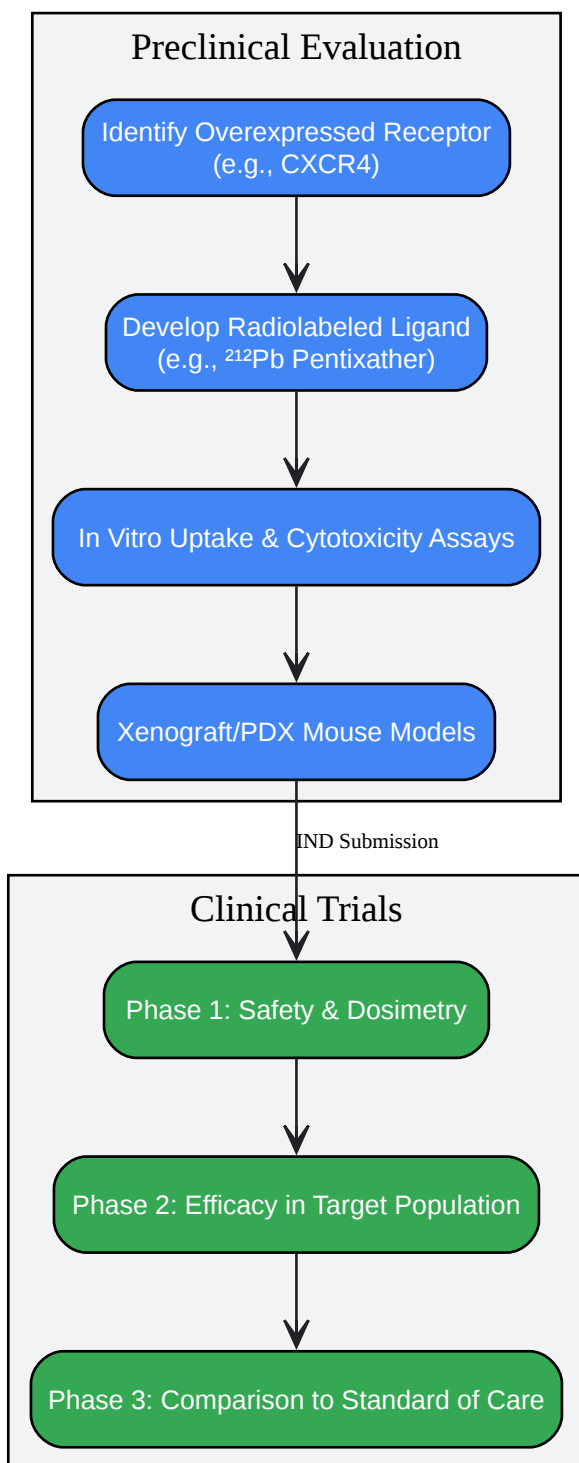 Preclinical Evaluation
Identify Overexpressed Receptor
(e.g., CXCR4)
Develop Radiolabeled Ligand
(e.g., ²¹²Pb Pentixather)
In Vitro Uptake & Cytotoxicity Assays
Xenograft/PDX Mouse Models
IND Submission
Clinical Trials
Phase 1: Safety & Dosimetry
Phase 2: Efficacy in Target Population
Phase 3: Comparison to Standard of Care